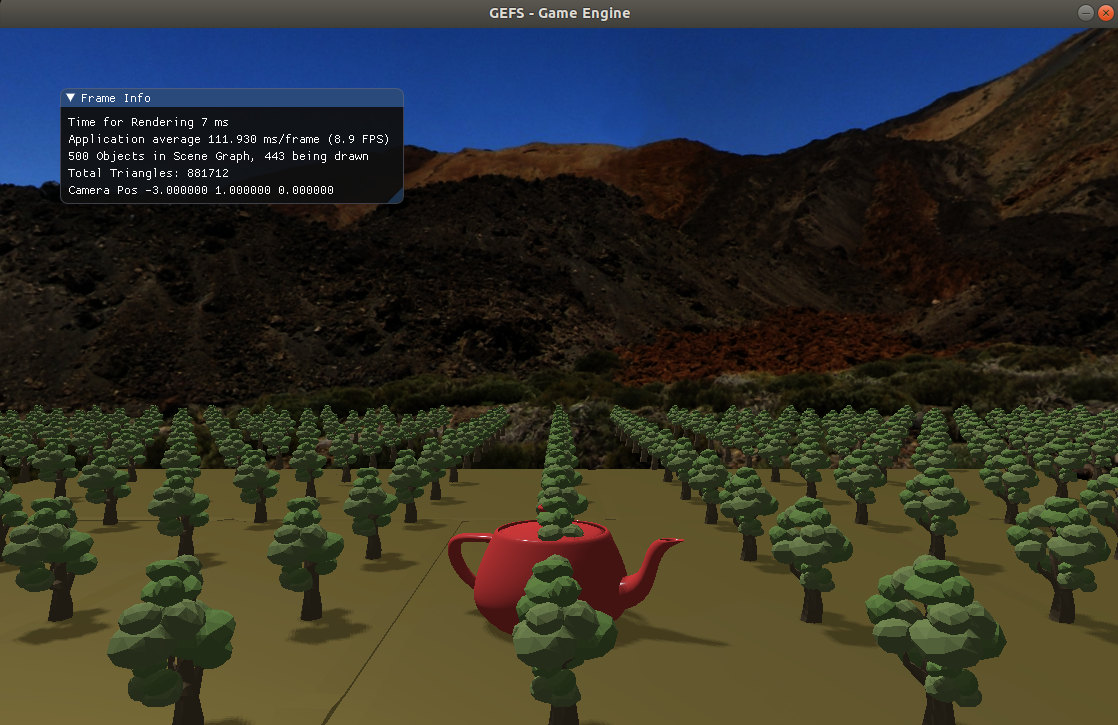 GEFS - Game Engine
Frame Info
Time for Rendering 7 ms
Application average 111.930 ms/frame (8.9 FPS)
500 Objects in Scene Graph, 443 being drawn
Total Triangles: 881712
Camera Pos -3.000000 1.000000 0.000000